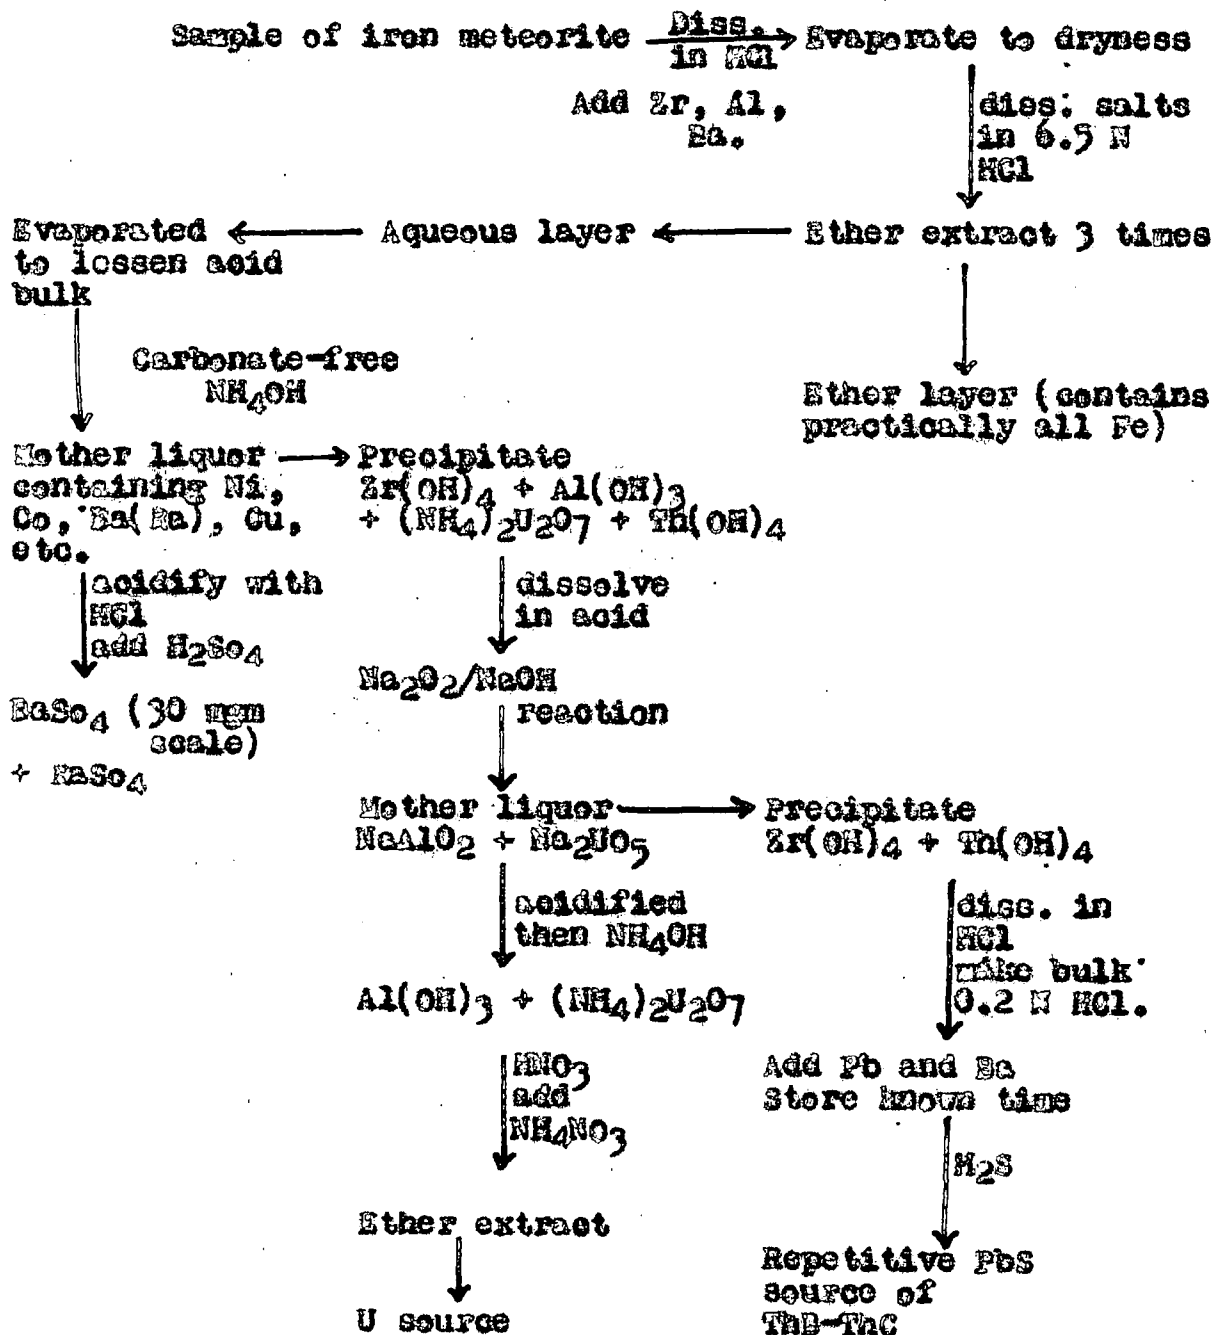 Sample of iron meteorite Diss. in HCl Evaporate to dryness
Add Zr, Al,
Ba.
diss. salts
in 6.5 N
HCl
Ether extract 3 times
Aqueous layer
Evaporated
to lessen acid
bulk
Ether layer (contains
practically all Fe)
Carbonate-free
NH4OH
Mother liquor
containing Ni,
Co, Ba(Ra), Cu,
etc.
Precipitate
Zr(OH)4 + Al(OH)3
+ (NH4)2U2O7 + Th(OH)4
acidify with
HCl
add H2So4
BaSo4 (30 mgm
scale)
+ RaSo4
dissolve
in acid
Na2O2/NaOH
reaction
Mother liquor
NaAlO2 + Na2UO5
Precipitate
Zr(OH)4 + Th(OH)4
acidified
then NH4OH
Al(OH)3 + (NH4)2U2O7
HNO3
add
NH4NO3
Ether extract
U source
diss. in
HCl
make bulk
0.2 N HCl.
Add Pb and Ba
Store known time
H2S
Repetitive PbS
source of
ThB-ThC